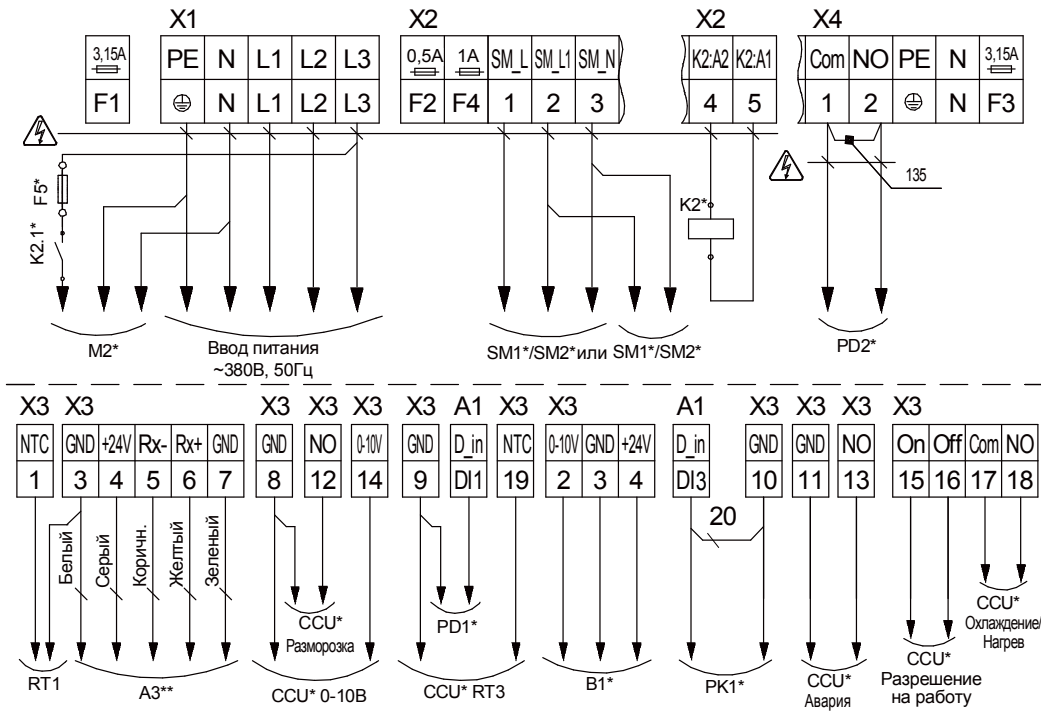 X1 X2 X2 X4
3,15A PE N L1 L2 L3 0,5A 1A SM_L SM_L1 SM_N K2:A2 K2:A1 Com NO PE N 3,15A
F1 N L1 L2 L3 F2 F4 1 2 3 4 5 1 2 N F3
135
F5*
K2*
K2.1*
M2*
Ввод питания
~380В, 50Гц
SM1*/SM2* или SM1*/SM2*
PD2*
X3 X3 X3 X3 X3 X3 A1 X3 X3 A1 X3 X3 X3 X3
NTC GND +24V Rx- Rx+ GND GND NO 0-10V GND D_in NTC 0-10V GND +24V D_in GND GND NO On Off Com NO
1 3 4 5 6 7 8 12 14 9 DI1 19 2 3 4 DI3 10 11 13 15 16 17 18
20
Белый
Серый
Коричн.
Желтый
Зеленый
CCU*
Разморозка
PD1*
CCU*
Охлаждение/
Нагрев
RT1
A3**
CCU* 0-10В
CCU* RT3
B1*
PK1*
CCU*
Авария
CCU*
Разрешение
на работу